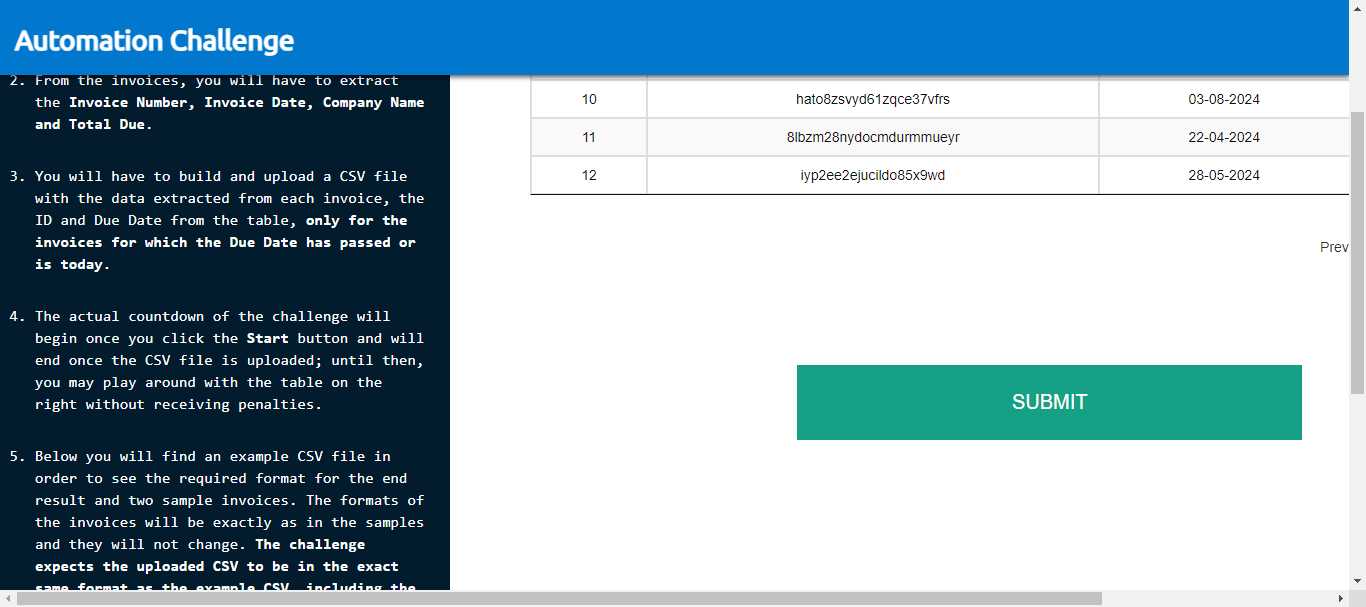 Automation Challenge
2. From the invoices, you will have to extract
the Invoice Number, Invoice Date, Company Name
and Total Due.
3. You will have to build and upload a CSV file
with the data extracted from each invoice, the
ID and Due Date from the table, only for the
invoices for which the Due Date has passed or
is today.
4. The actual countdown of the challenge will
begin once you click the Start button and will
end once the CSV file is uploaded; until then,
you may play around with the table on the
right without receiving penalties.
5. Below you will find an example CSV file in
order to see the required format for the end
result and two sample invoices. The formats of
the invoices will be exactly as in the samples
and they will not change. The challenge
expects the uploaded CSV to be in the exact
same format as the example CSV, including the
10 hato8zsvyd61zqce37vfrs 03-08-2024
11 8lbzm28nydocmdurmmueyr 22-04-2024
12 iyp2ee2ejucildo85x9wd 28-05-2024
Prev
SUBMIT